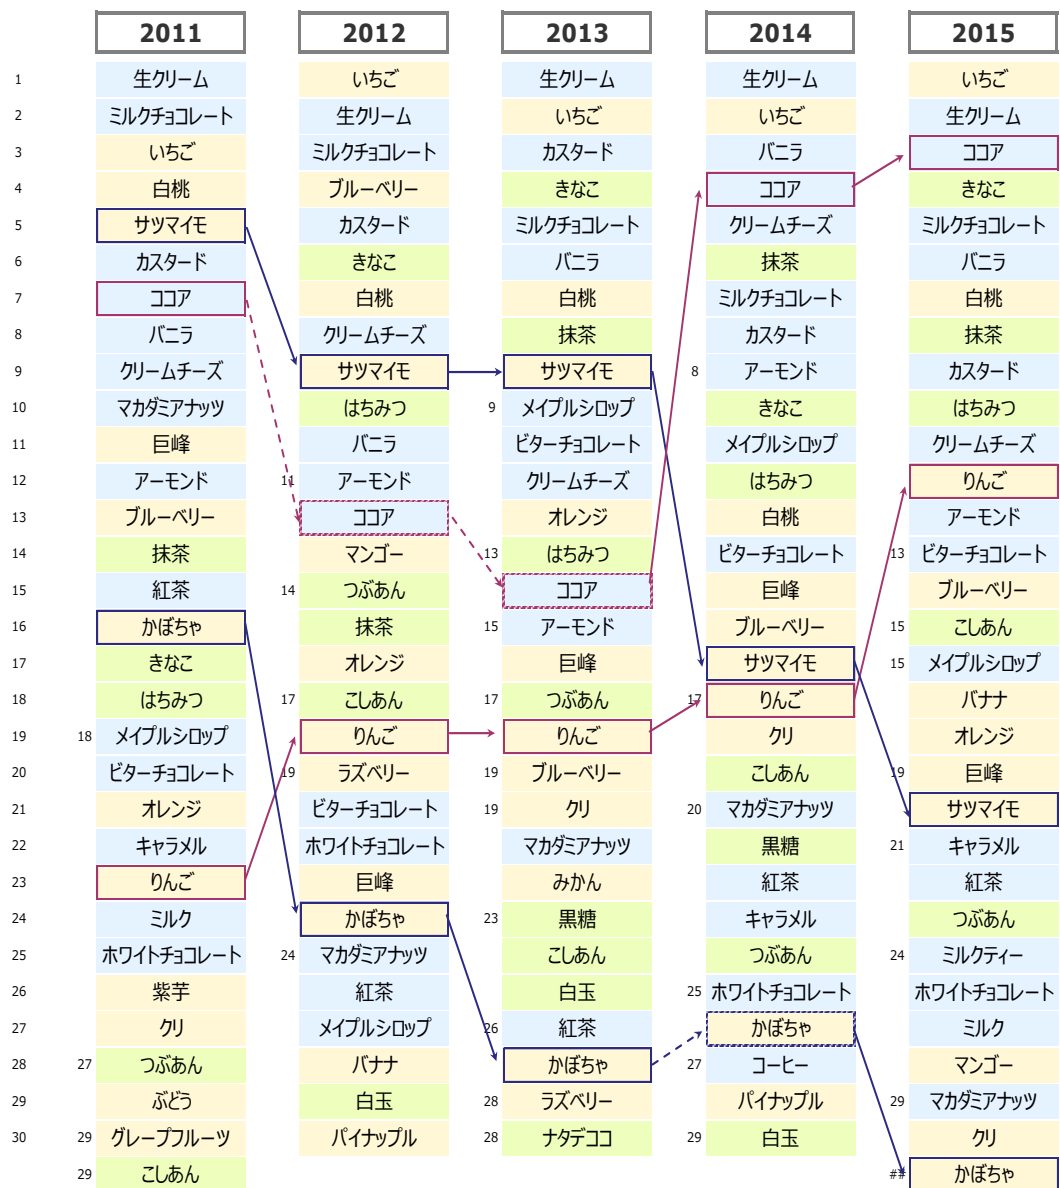 2011 2012 2013 2014 2015
1 生クリーム いちご 生クリーム 生クリーム いちご
2 ミルクチョコレート 生クリーム いちご いちご 生クリーム
3 いちご ミルクチョコレート カスタード バニラ ココア
4 白桃 ブルーベリー きなこ ココア きなこ
5 サツマイモ カスタード ミルクチョコレート クリームチーズ ミルクチョコレート
6 カスタード きなこ バニラ 抹茶 バニラ
7 ココア 白桃 白桃 ミルクチョコレート 白桃
8 バニラ クリームチーズ 抹茶 カスタード 抹茶
9 クリームチーズ サツマイモ サツマイモ 8 アーモンド カスタード
10 マカダミアナッツ はちみつ 9 メイプルシロップ きなこ はちみつ
11 巨峰 バニラ ビターチョコレート メイプルシロップ クリームチーズ
12 アーモンド 11 アーモンド クリームチーズ はちみつ りんご
13 ブルーベリー ココア オレンジ 白桃 アーモンド
14 抹茶 マンゴー 13 はちみつ ビターチョコレート 13 ビターチョコレート
15 紅茶 14 つぶあん ココア 巨峰 ブルーベリー
16 かぼちゃ 抹茶 15 アーモンド ブルーベリー 15 こしあん
17 きなこ オレンジ 巨峰 サツマイモ 15 メイプルシロップ
18 はちみつ 17 こしあん 17 つぶあん 17 りんご バナナ
19 18 メイプルシロップ りんご りんご クリ オレンジ
20 ビターチョコレート 19 ラズベリー 19 ブルーベリー こしあん 19 巨峰
21 オレンジ ビターチョコレート 19 クリ 20 マカダミアナッツ サツマイモ
22 キャラメル ホワイトチョコレート マカダミアナッツ 黒糖 21 キャラメル
23 りんご 巨峰 みかん 紅茶 紅茶
24 ミルク かぼちゃ 23 黒糖 キャラメル つぶあん
25 ホワイトチョコレート 24 マカダミアナッツ こしあん つぶあん 24 ミルクティー
26 紫芋 紅茶 白玉 25 ホワイトチョコレート ホワイトチョコレート
27 クリ メイプルシロップ 26 紅茶 かぼちゃ ミルク
28 27 つぶあん バナナ かぼちゃ 27 コーヒー マンゴー
29 ぶどう 白玉 28 ラズベリー パイナップル 29 マカダミアナッツ
30 29 グレープフルーツ パイナップル 28 ナタデココ 29 白玉 クリ
29 こしあん ## かぼちゃ